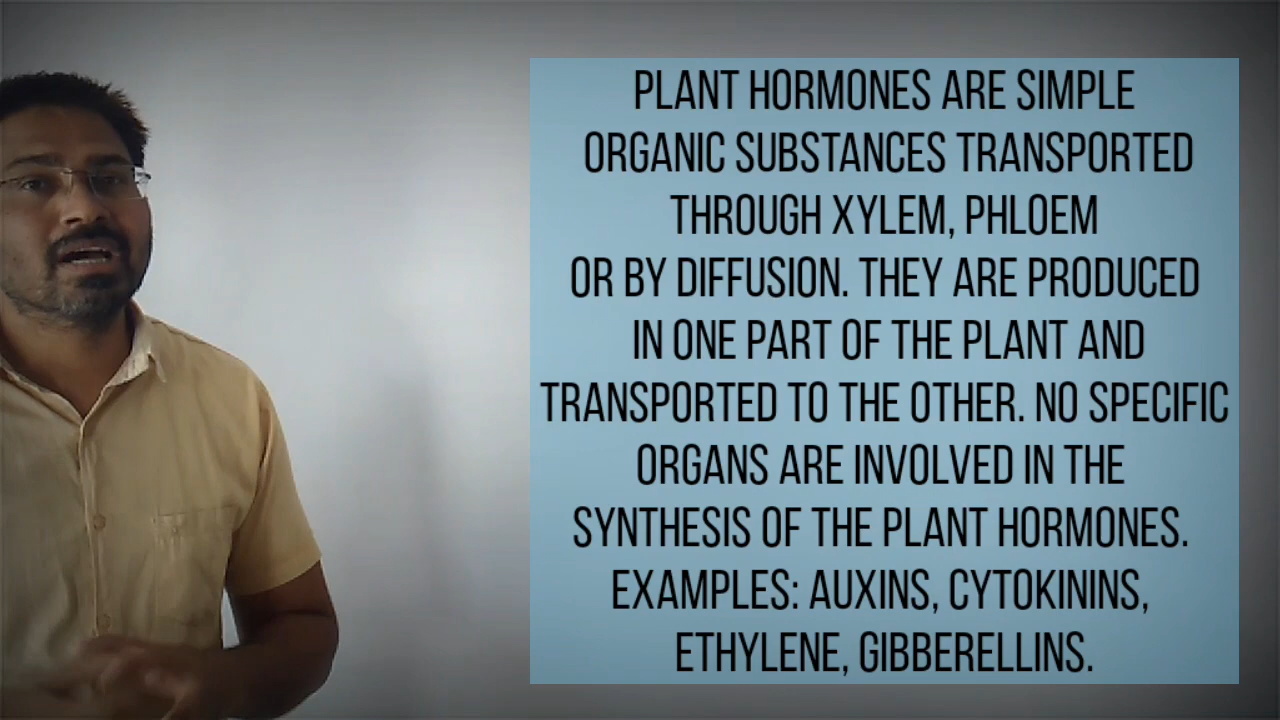 PLANT HORMONES ARE SIMPLE
ORGANIC SUBSTANCES TRANSPORTED
THROUGH XYLEM, PHLOEM
OR BY DIFFUSION. THEY ARE PRODUCED
IN ONE PART OF THE PLANT AND
TRANSPORTED TO THE OTHER. NO SPECIFIC
ORGANS ARE INVOLVED IN THE
SYNTHESIS OF THE PLANT HORMONES.
EXAMPLES: AUXINS, CYTOKININS,
ETHYLENE, GIBBERELLINS.